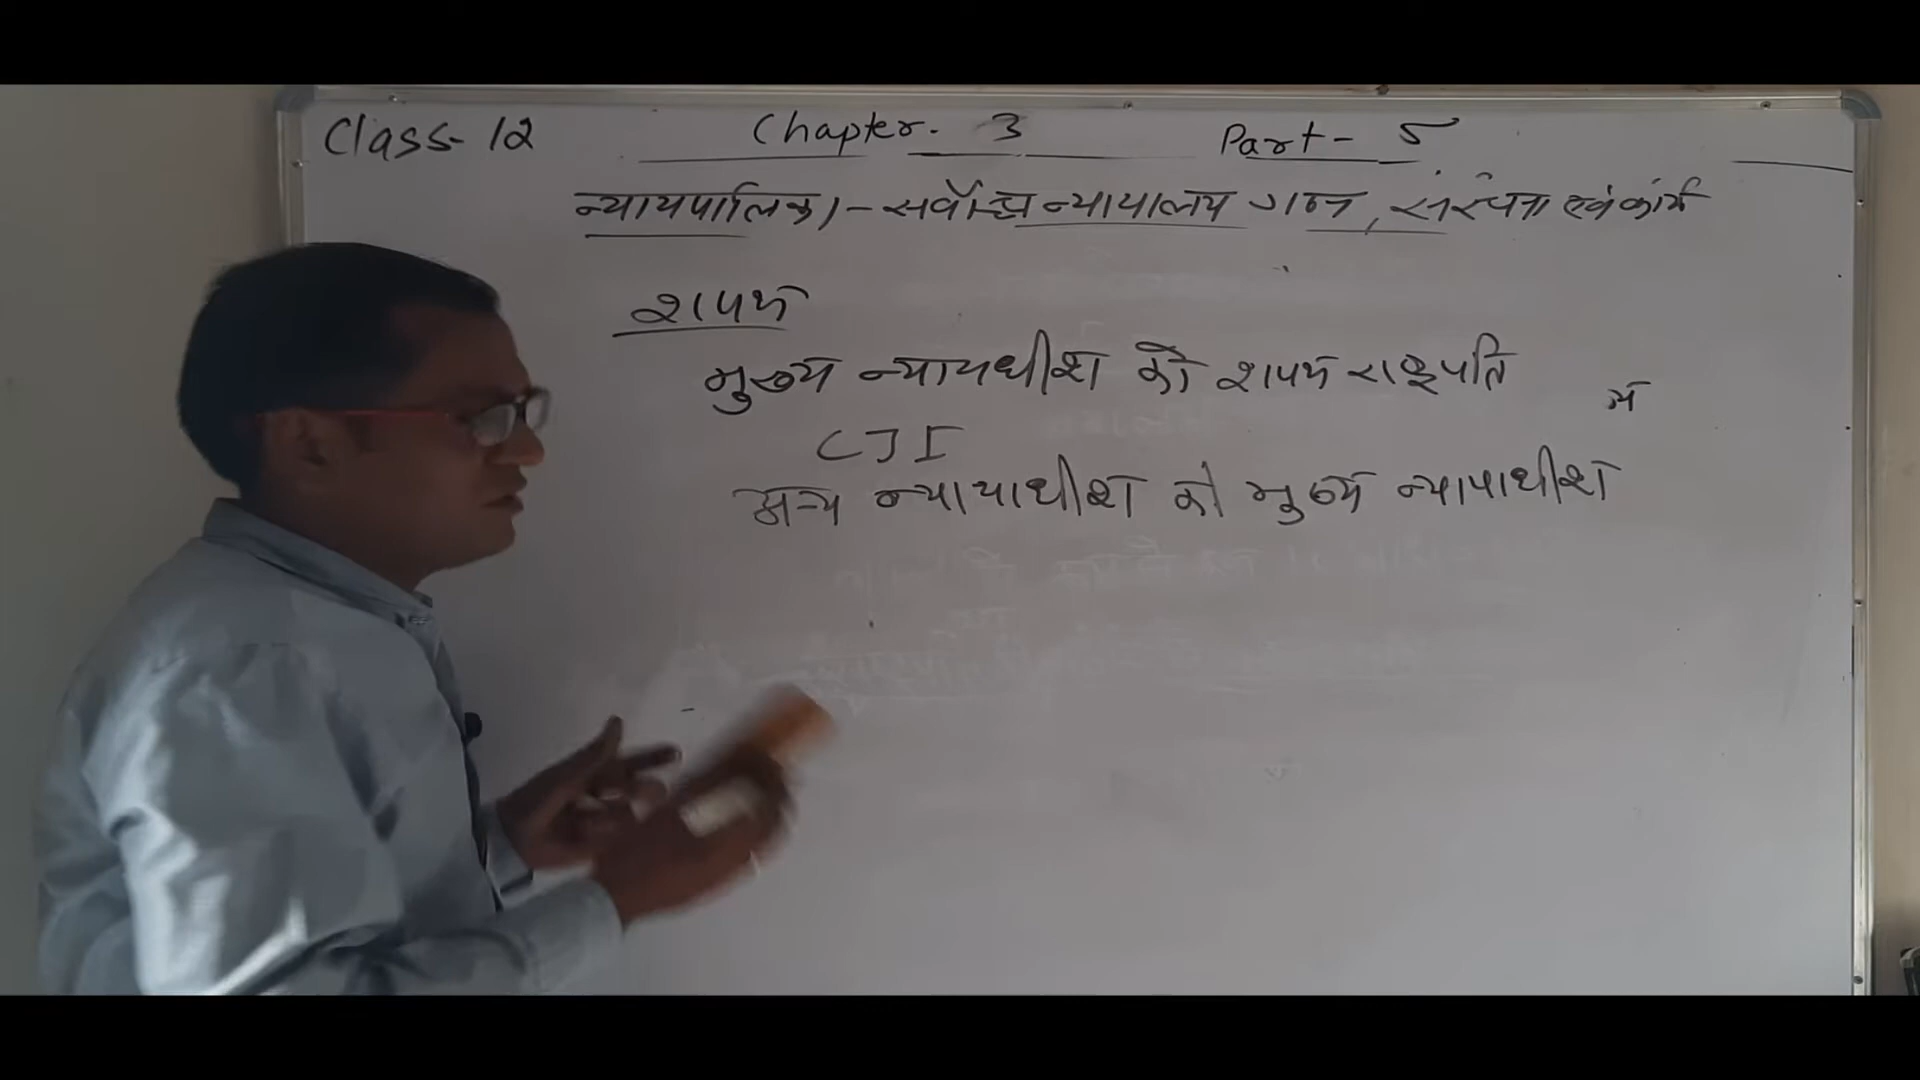 Class- 12 Chapter. 3 Part- 5
न्यायपालिका - सर्वोच्च न्यायालय गठन, संरचना एवं कार्य
शपथ
मुख्य न्यायधीश को शपथ राष्ट्रपति
में
CJI
अन्य न्यायाधीश को मुख्य न्यायाधीश